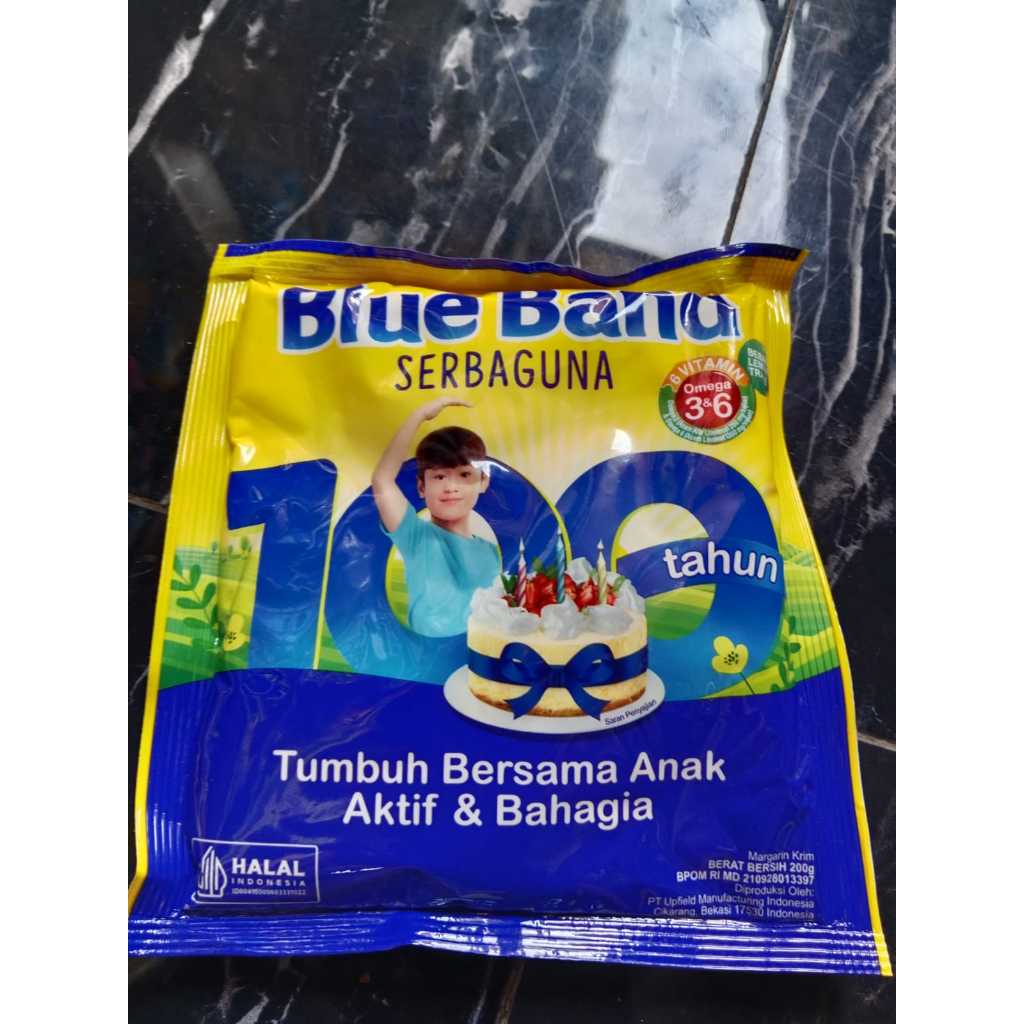 Blue Band
SERBAGUNA
6 VITAMIN
Omega
3&6
100
tahun
Saran Penyajian
Tumbuh Bersama Anak
Aktif & Bahagia
HALAL
INDONESIA
Margarin Krim
BERAT BERSIH 200g
BPOM RI MD 210928013397
Diproduksi Oleh:
PT Upfield Manufacturing Indonesia
Cikarang, Bekasi 17530 Indonesia